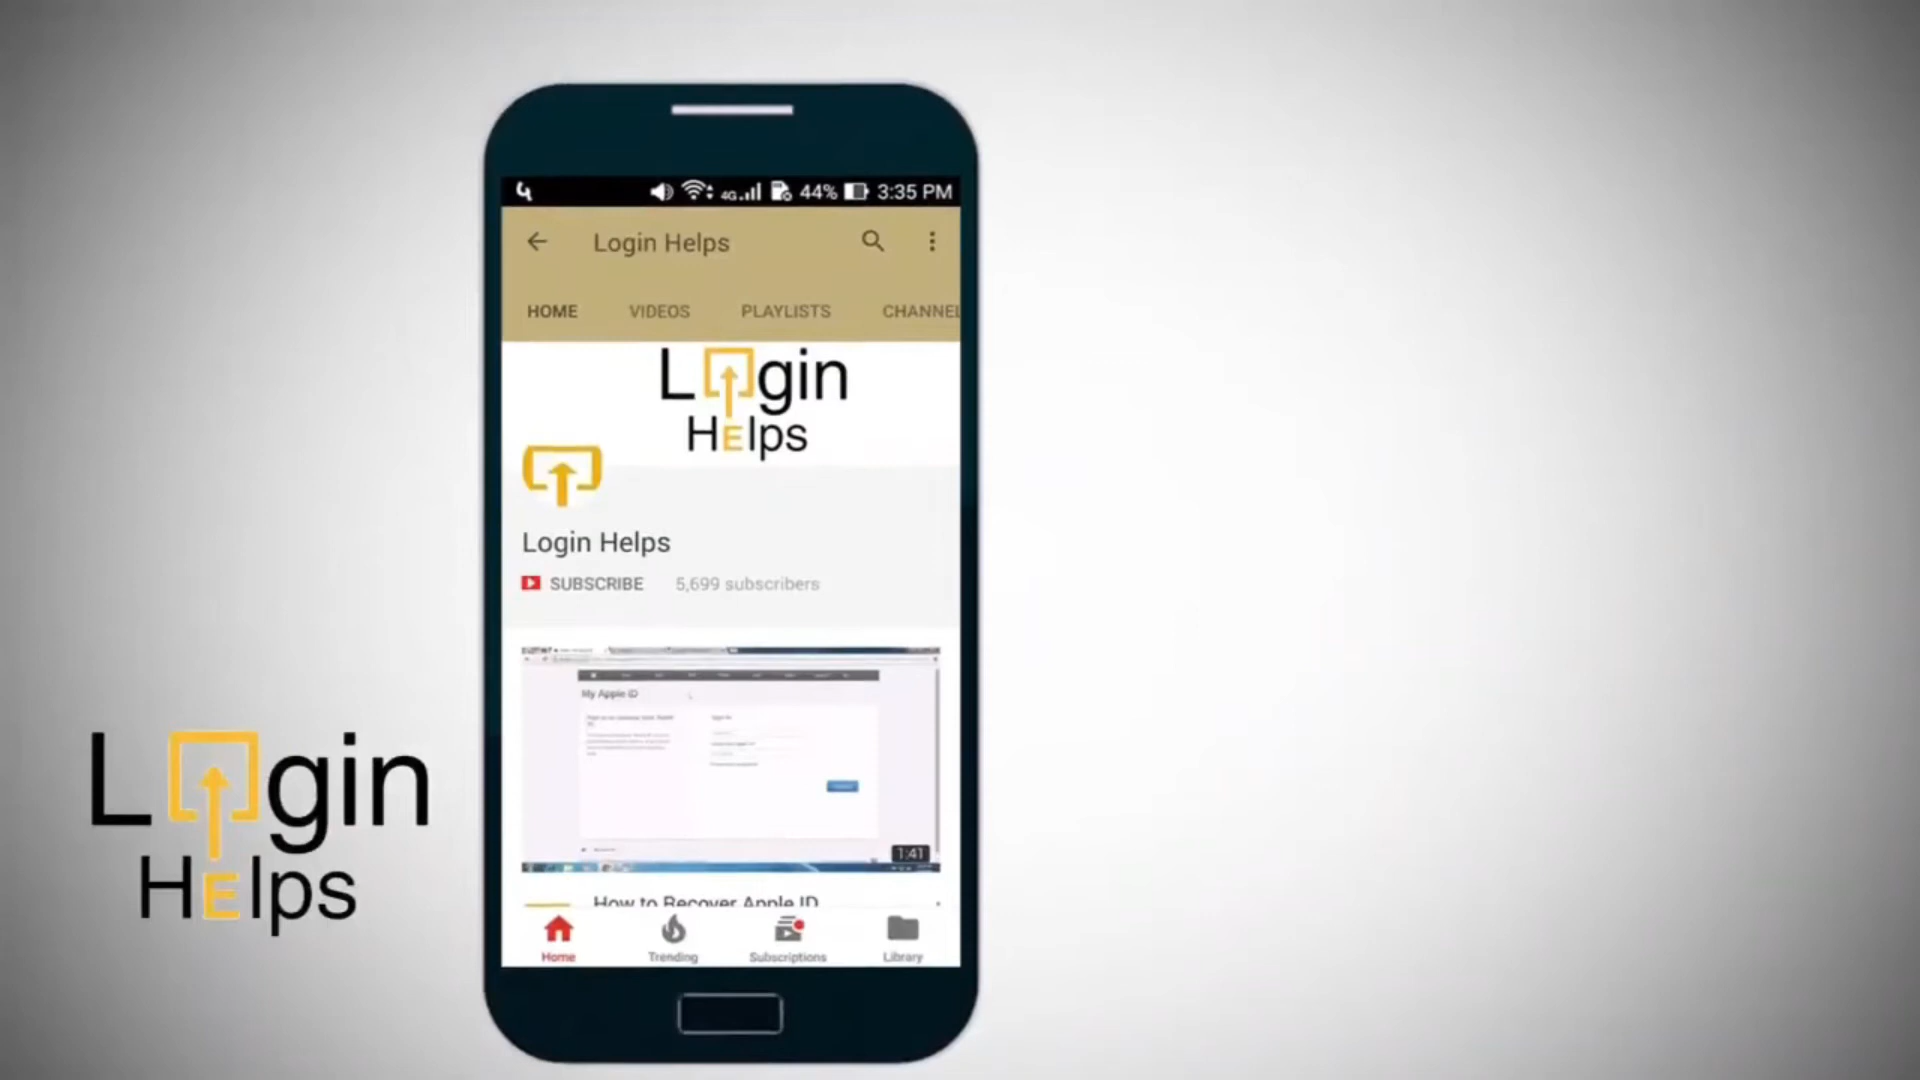 4G 44% 3:35 PM
Login Helps
HOME VIDEOS PLAYLISTS CHANNEL
Login
Helps
Login Helps
SUBSCRIBE 5,699 subscribers
My Apple ID
1:41
How to Recover Apple ID
Home Trending Subscriptions Library
Login
Helps